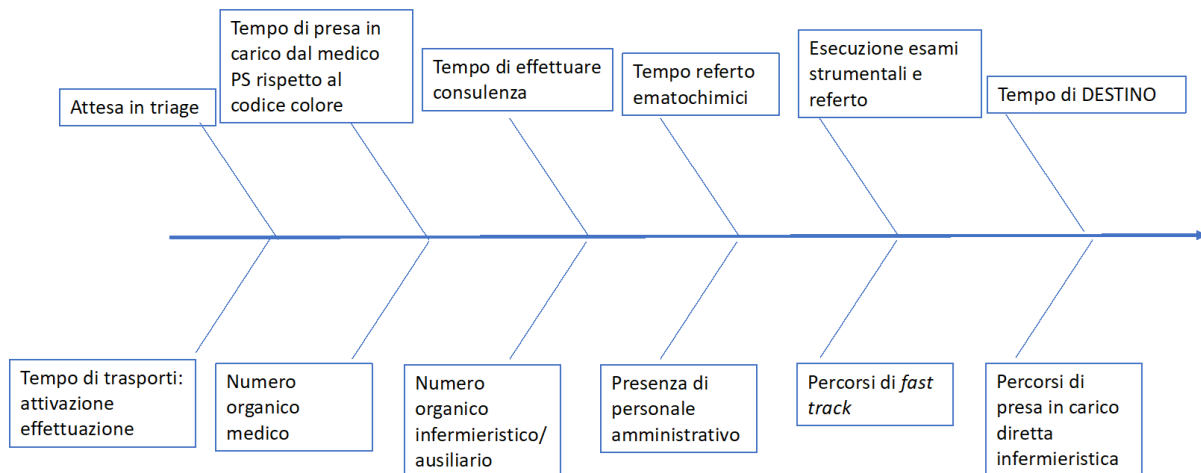 Attesa in triage
Tempo di presa in
carico dal medico
PS rispetto al
codice colore
Tempo di effettuare
consulenza
Tempo referto
ematochimici
Esecuzione esami
strumentali e
referto
Tempo di DESTINO
Tempo di trasporti:
attivazione
effettuazione
Numero
organico
medico
Numero
organico
infermieristico/
ausiliario
Presenza di
personale
amministrativo
Percorsi di fast
track
Percorsi di
presa in carico
diretta
infermieristica